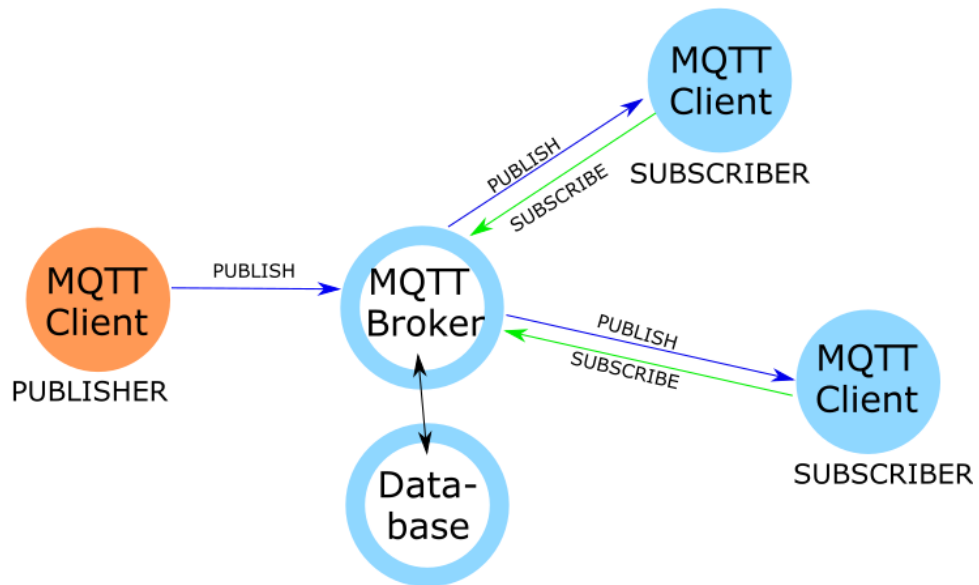 MQTT
Client
SUBSCRIBER
PUBLISH
SUBSCRIBE
MQTT
Client
PUBLISHER
PUBLISH
MQTT
Broker
PUBLISH
SUBSCRIBE
MQTT
Client
SUBSCRIBER
Data-
base